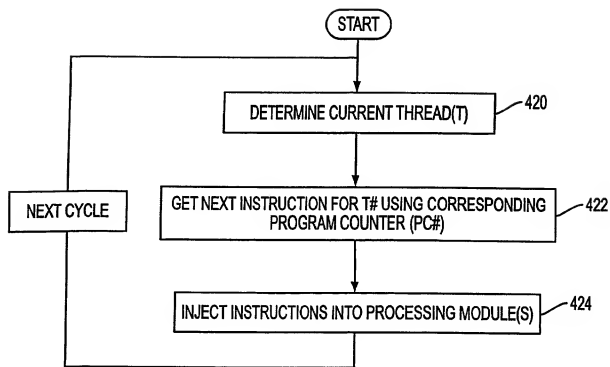 START
DETERMINE CURRENT THREAD(T)
420
GET NEXT INSTRUCTION FOR T# USING CORRESPONDING
PROGRAM COUNTER (PC#)
422
NEXT CYCLE
INJECT INSTRUCTIONS INTO PROCESSING MODULE(S)
424